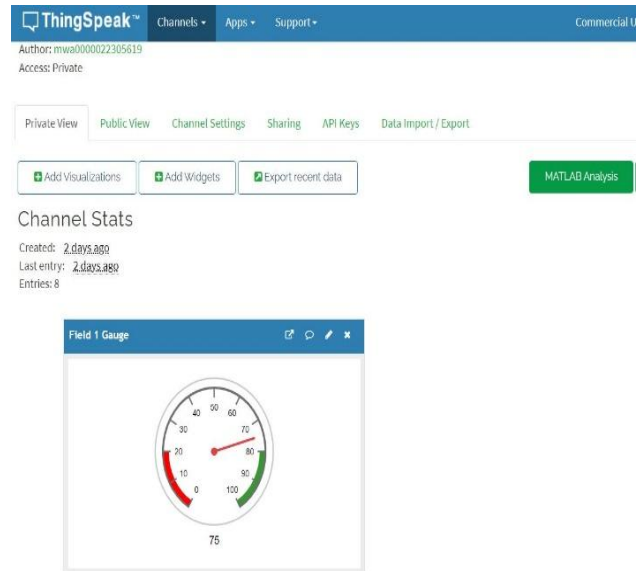 ThingSpeak™ Channels Apps Support Commercial U
Author: mwa0000022305619
Access: Private
Private View Public View Channel Settings Sharing API Keys Data Import / Export
Add Visualizations Add Widgets Export recent data MATLAB Analysis
Channel Stats
Created: 2 days ago
Last entry: 2 days ago
Entries: 8
Field 1 Gauge
50
40 60
30 70
20 80
10 90
0 100
75